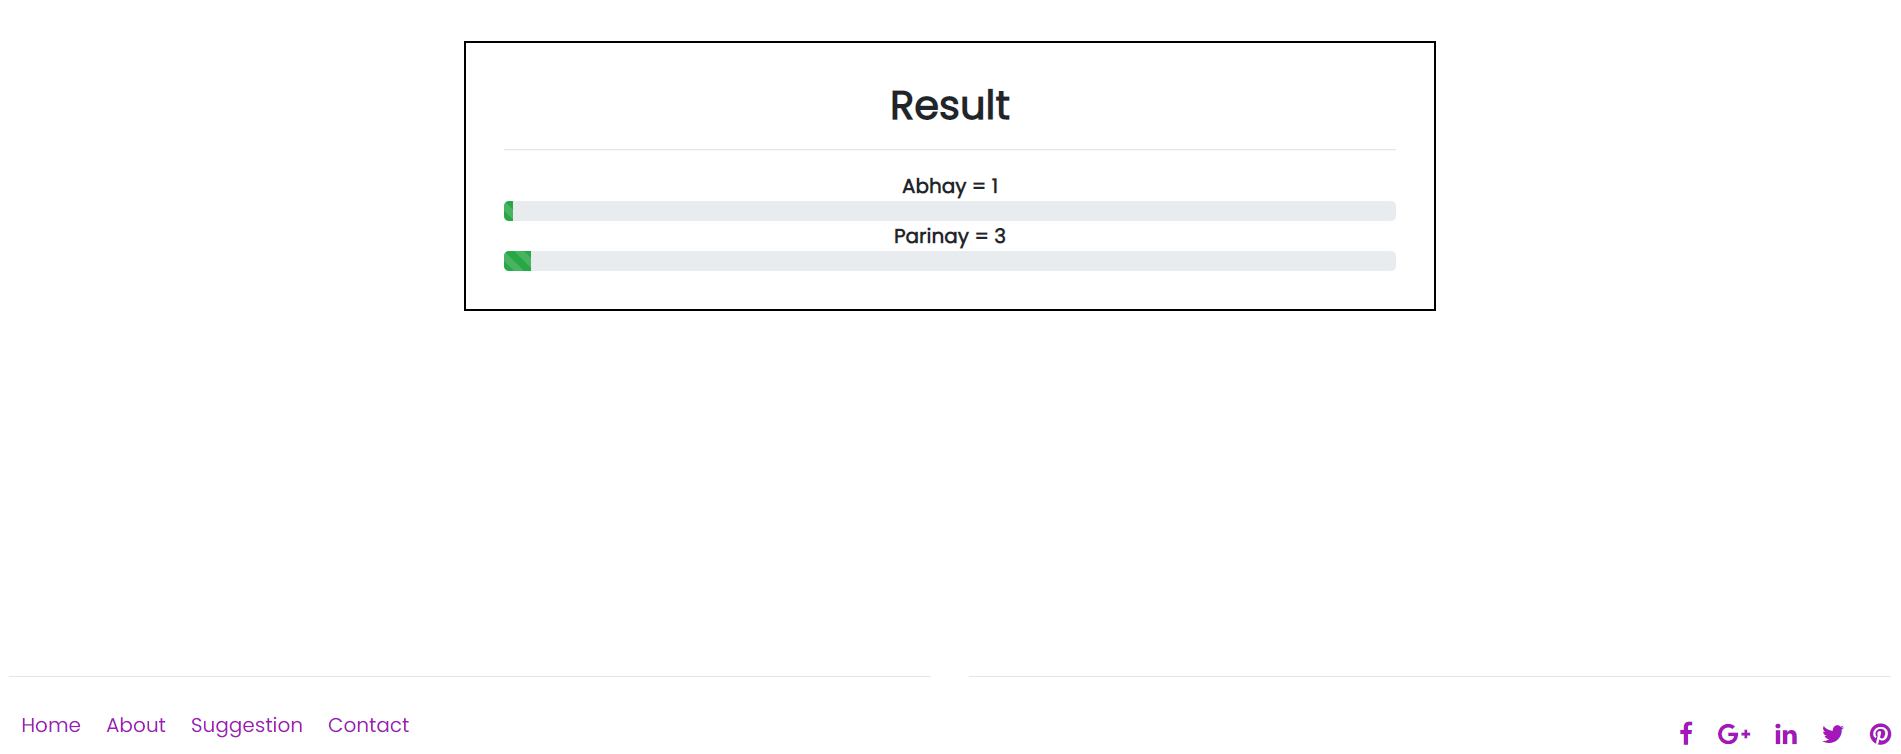 Result
Abhay = 1
Parinay = 3
Home About Suggestion Contact